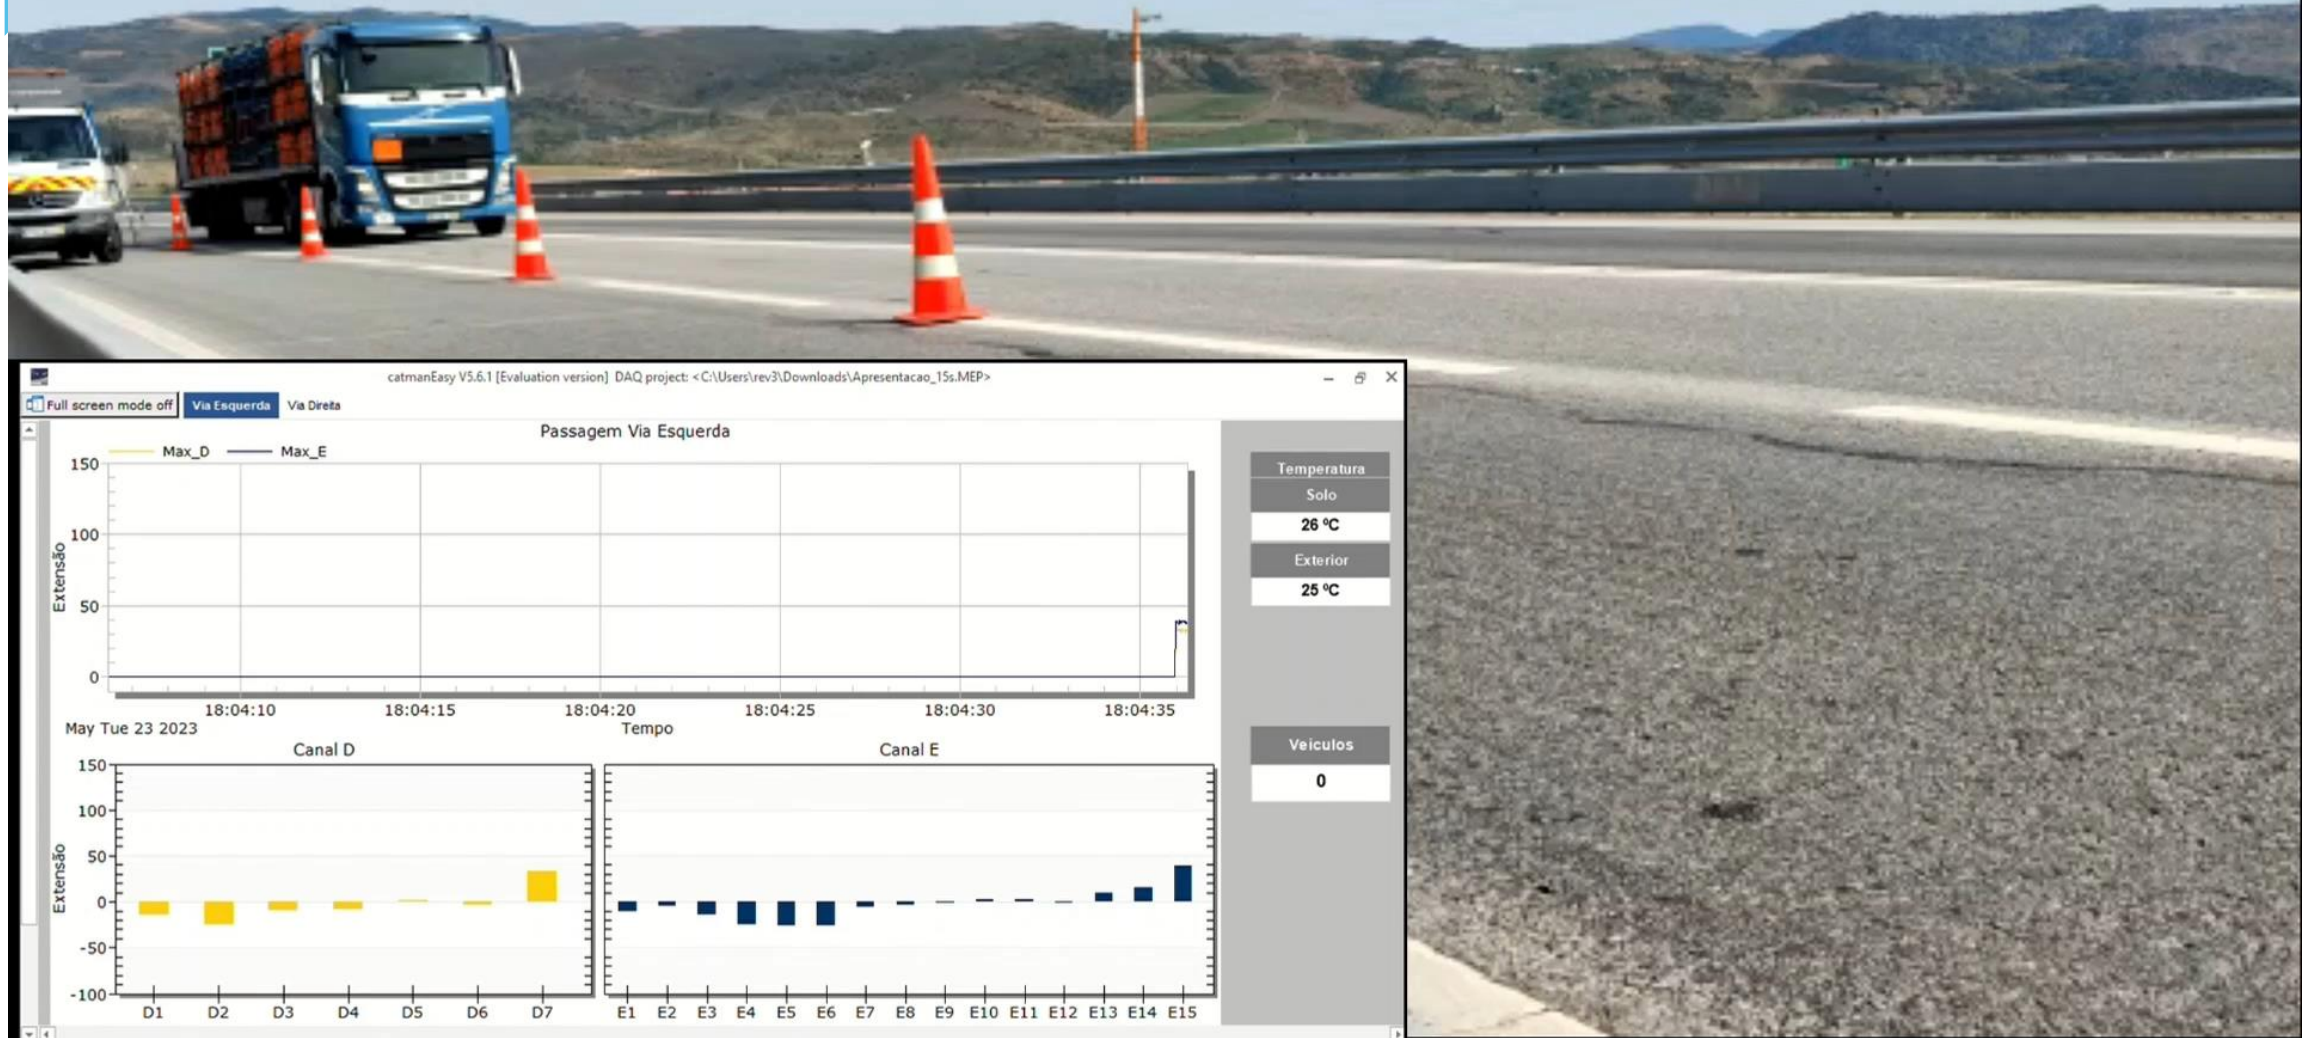 catmanEasy V5.6.1 [Evaluation version]  DAQ project: <C:\Users\rev3\Downloads\Apresentacao_15s.MEP>
Full screen mode off Via Esquerda Via Direita
Passagem Via Esquerda
Max_D Max_E
150
100
50
0
Extensão
18:04:10 18:04:15 18:04:20 18:04:25 18:04:30 18:04:35
May Tue 23 2023
Tempo
Temperatura
Solo
26 ºC
Exterior
25 ºC
Canal D
150
100
50
0
-50
-100
Extensão
D1 D2 D3 D4 D5 D6 D7
Canal E
E1 E2 E3 E4 E5 E6 E7 E8 E9 E10 E11 E12 E13 E14 E15
Veiculos
0